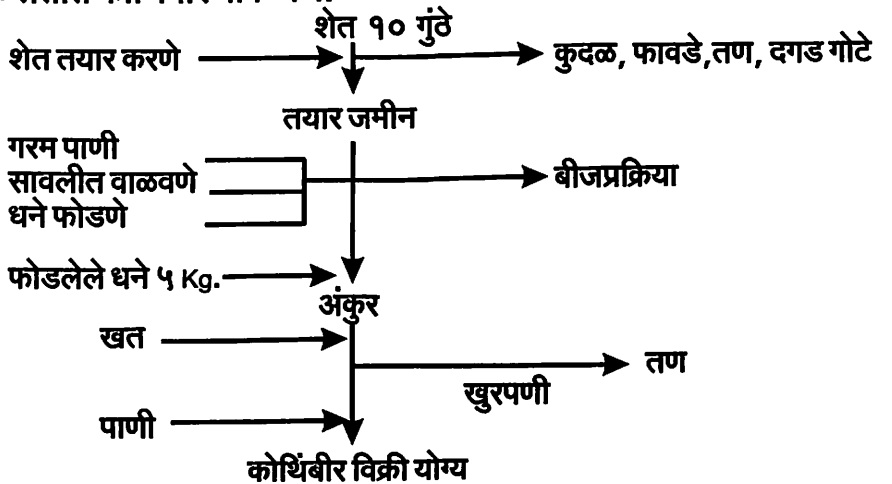 शेत १० गुंठे
शेत तयार करणे
कुदळ, फावडे,तण, दगड गोटे
तयार जमीन
गरम पाणी
सावलीत वाळवणे
धने फोडणे
बीजप्रक्रिया
फोडलेले धने ५ Kg.
अंकुर
खत
तण
खुरपणी
पाणी
कोथिंबीर विक्री योग्य